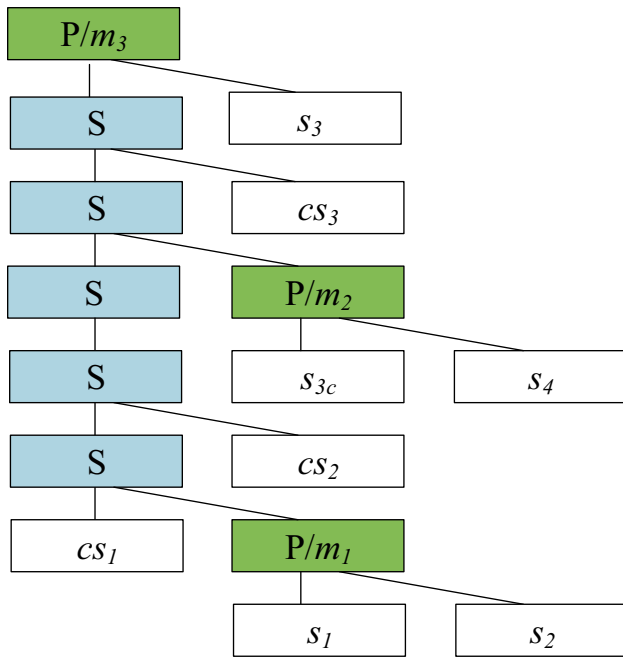 P/m₃
S s₃
S cs₃
S P/m₂
S s₃c s₄
S cs₂
cs₁ P/m₁
s₁ s₂